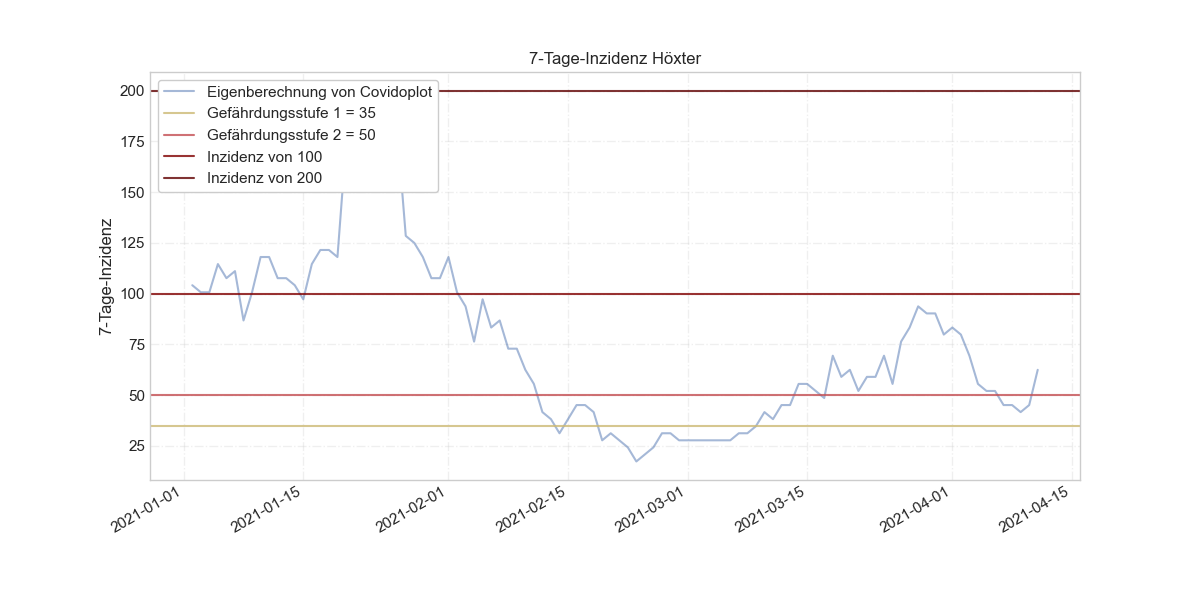 7-Tage-Inzidenz Höxter
Eigenberechnung von Covidoplot
Gefährdungsstufe 1 = 35
Gefährdungsstufe 2 = 50
Inzidenz von 100
Inzidenz von 200
7-Tage-Inzidenz
200
175
150
125
100
75
50
25
2021-01-01
2021-01-15
2021-02-01
2021-02-15
2021-03-01
2021-03-15
2021-04-01
2021-04-15